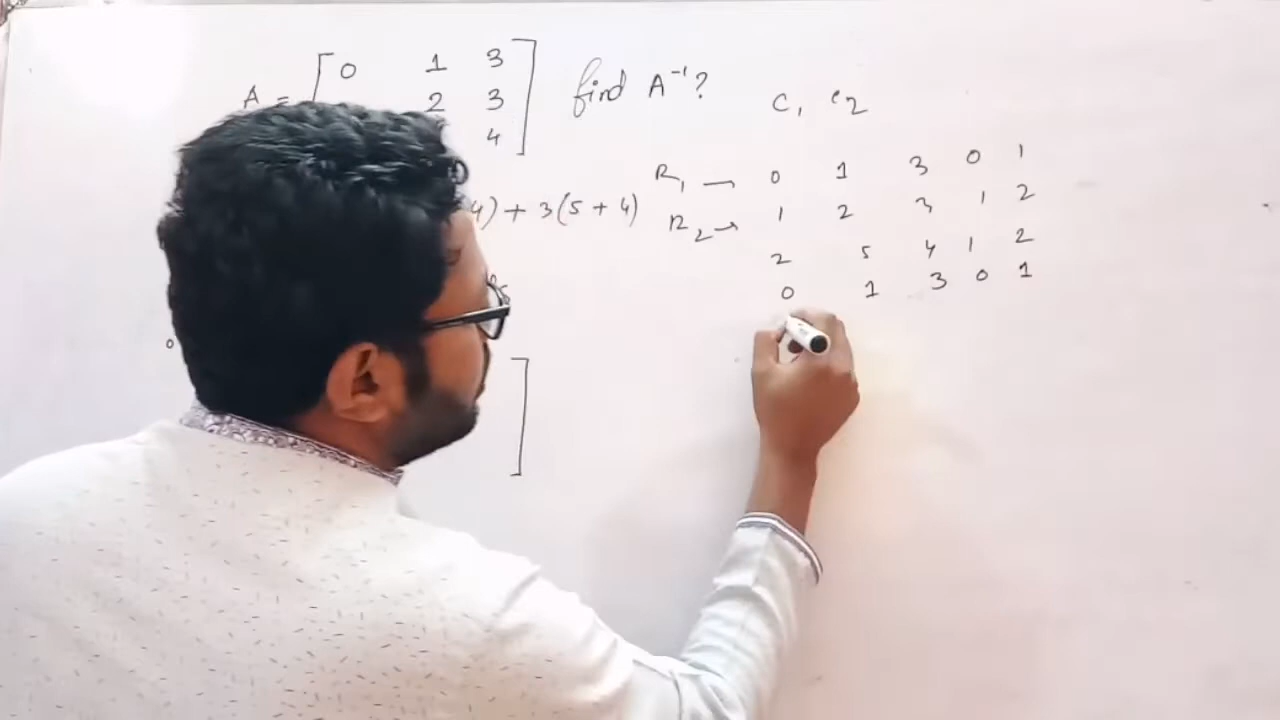 A = [ 0 1 3 ] find A⁻¹?
2 3
4
4) + 3(5 + 4)
C₁ C₂
R₁ → 0 1 3 0 1
R₂ → 1 2 3 1 2
2 5 4 1 2
0 1 3 0 1
]